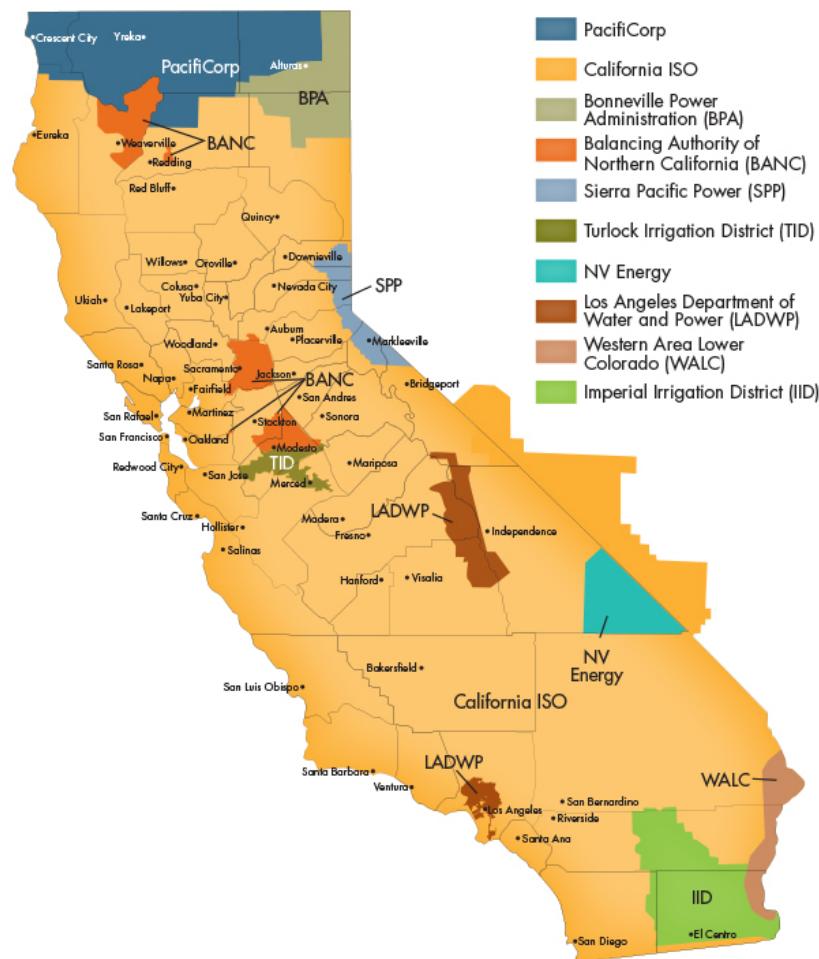 Crescent City
Yreka
PacifiCorp
Alturas
BPA
Eureka
BANC
Weaverville
Redding
Red Bluff
Quincy
Willows
Oroville
Downieville
Colusa
Yuba City
Nevada City
SPP
Ukiah
Lakeport
Auburn
Woodland
Placerville
Markleeville
Santa Rosa
Sacramento
Jackson
BANC
Napa
Fairfield
Bridgeport
San Andres
San Rafael
Martinez
Stockton
Sonora
San Francisco
Oakland
Modesto
TID
Redwood City
San Jose
Mariposa
Merced
Santa Cruz
Hollister
Madera
LADWP
Fresno
Independence
Salinas
Hanford
Visalia
NV
Energy
Bakersfield
San Luis Obispo
California ISO
LADWP
Santa Barbara
Ventura
WALC
Los Angeles
San Bernardino
Riverside
Santa Ana
IID
El Centro
San Diego
PacifiCorp
California ISO
Bonneville Power
Administration (BPA)
Balancing Authority of
Northern California (BANC)
Sierra Pacific Power (SPP)
Turlock Irrigation District (TID)
NV Energy
Los Angeles Department of
Water and Power (LADWP)
Western Area Lower
Colorado (WALC)
Imperial Irrigation District (IID)